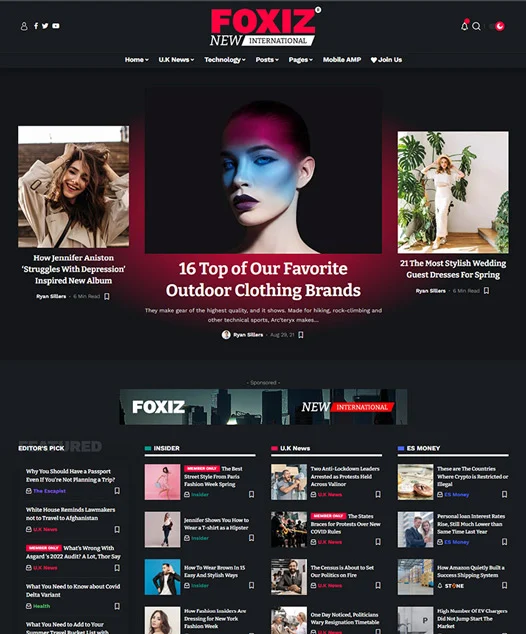 FOXIZ
NEW INTERNATIONAL
Home
U.K News
Technology
Posts
Pages
Mobile AMP
Join Us
How Jennifer Aniston
‘Struggles With Depression’
Inspired New Album
Ryan Sillers - 6 Min Read
16 Top of Our Favorite
Outdoor Clothing Brands
They make gear of the highest quality, and it shows. Made for hiking, rock-climbing and
other technical sports, Arc'teryx makes...
Ryan Sillers - Aug 29, 21
21 The Most Stylish Wedding
Guest Dresses For Spring
Ryan Sillers - 6 Min Read
- Sponsored -
FOXIZ
NEW INTERNATIONAL
FEATURED
EDITOR'S PICK
Why You Should Have a Passport
Even If You're Not Planning a Trip?
The Escapist
White House Reminds Lawmakers
not to Travel to Afghanistan
U.K News
MEMBER ONLY What's Wrong With
Asgard '2022 Audit? A Lot, Thor Say
U.K News
What You Need to Know about Covid
Delta Variant
Health
What You Need to Add to Your
Summer Travel Bucket List with
INSIDER
MEMBER ONLY The Best
Street Style From Paris
Fashion Week Spring
Insider
Jennifer Shows You How to
Wear a T-shirt as a Hipster
Insider
How To Wear Brown In 15
Easy And Stylish Ways
Insider
How Fashion Insiders Are
Dressing for New York
Fashion Week
U.K News
Two Anti-Lockdown Leaders
Arrested as Protests Held
Across Valinor
U.K News
MEMBER ONLY The States
Braces for Protests Over New
COVID Rules
U.K News
The Census Is About to Set
Our Politics on Fire
U.K News
One Day Noticed, Politicians
Wary Resignation Timetable
ES MONEY
These are The Countries
Where Crypto is Restricted or
Illegal
ES Money
Personal loan Interest Rates
Rise, Still Much Lower than
Same Time Last Year
ES Money
How Amazon Quietly Built a
Success Shipping System
High Number Of EV Chargers
Did Not Jump Start The
Market